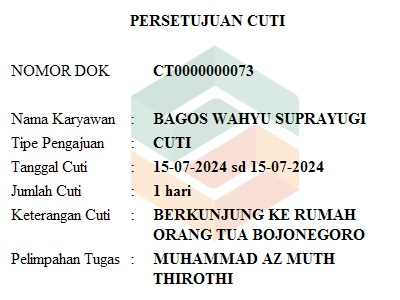 PERSETUJUAN CUTI
NOMOR DOK CT0000000073
Nama Karyawan : BAGOS WAHYU SUPRAYUGI
Tipe Pengajuan : CUTI
Tanggal Cuti : 15-07-2024 sd 15-07-2024
Jumlah Cuti : 1 hari
Keterangan Cuti : BERKUNJUNG KE RUMAH
ORANG TUA BOJONEGORO
Pelimpahan Tugas : MUHAMMAD AZ MUTH
THIROTHI